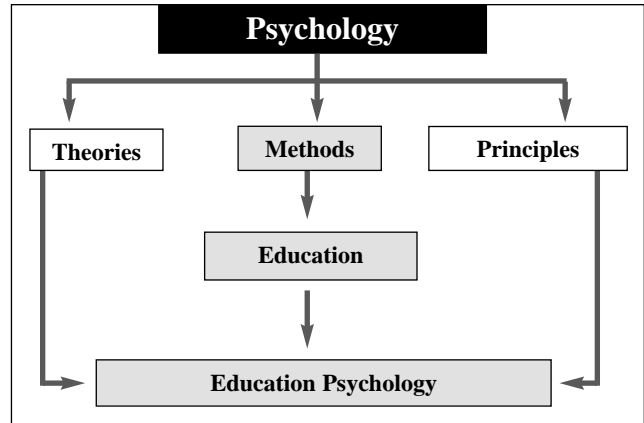 Psychology
Theories
Methods
Principles
Education
Education Psychology